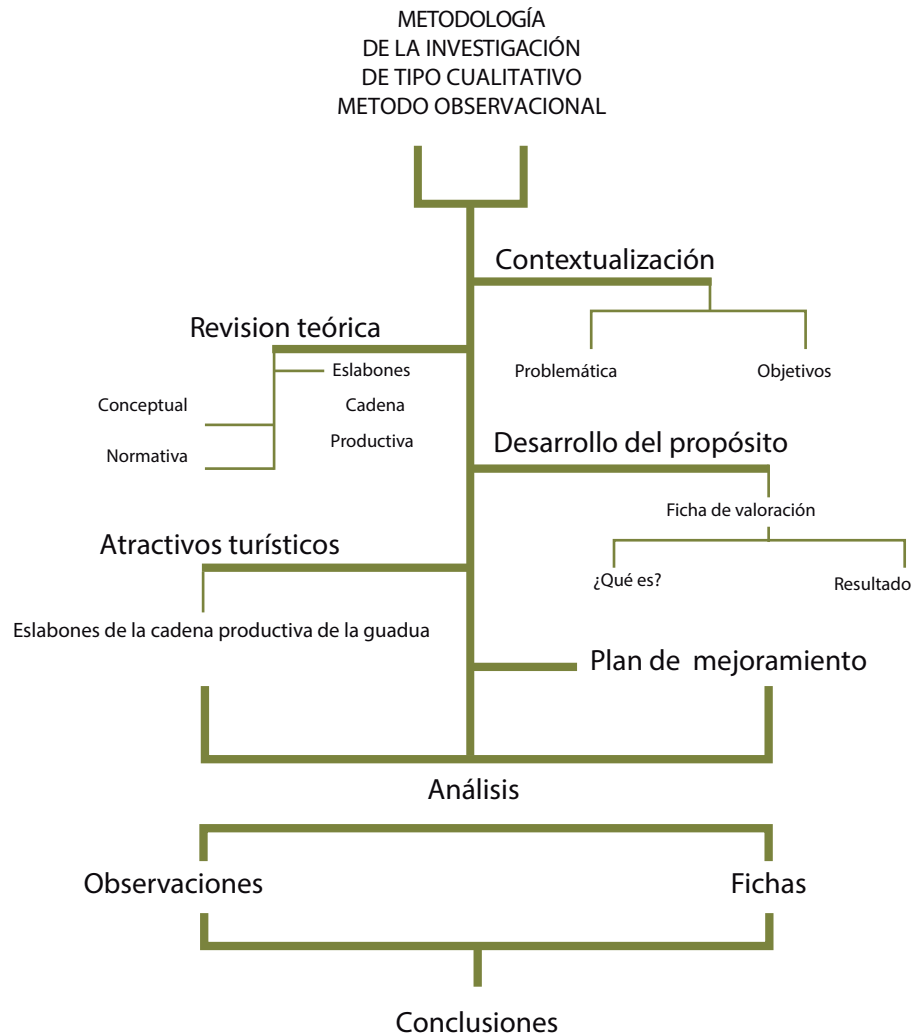 METODOLOGÍA
DE LA INVESTIGACIÓN
DE TIPO CUALITATIVO
METODO OBSERVACIONAL
Contextualización
Problemática
Objetivos
Revision teórica
Eslabones
Cadena
Productiva
Conceptual
Normativa
Desarrollo del propósito
Ficha de valoración
¿Qué es?
Resultado
Atractivos turísticos
Eslabones de la cadena productiva de la guadua
Plan de mejoramiento
Análisis
Observaciones
Fichas
Conclusiones